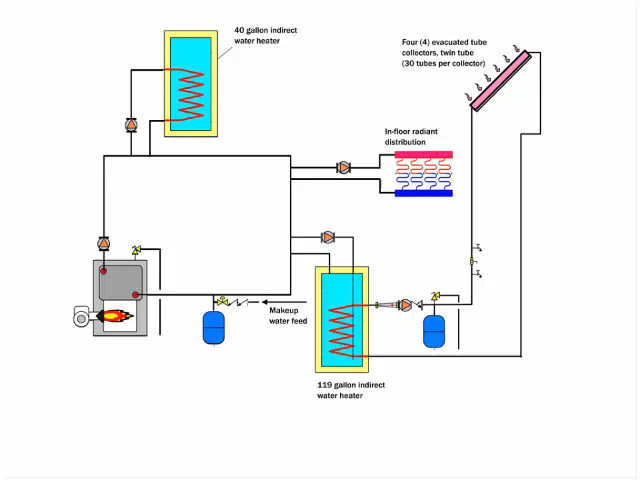 40 gallon indirect
water heater
Four (4) evacuated tube
collectors, twin tube
(30 tubes per collector)
In-floor radiant
distribution
Makeup
water feed
119 gallon indirect
water heater